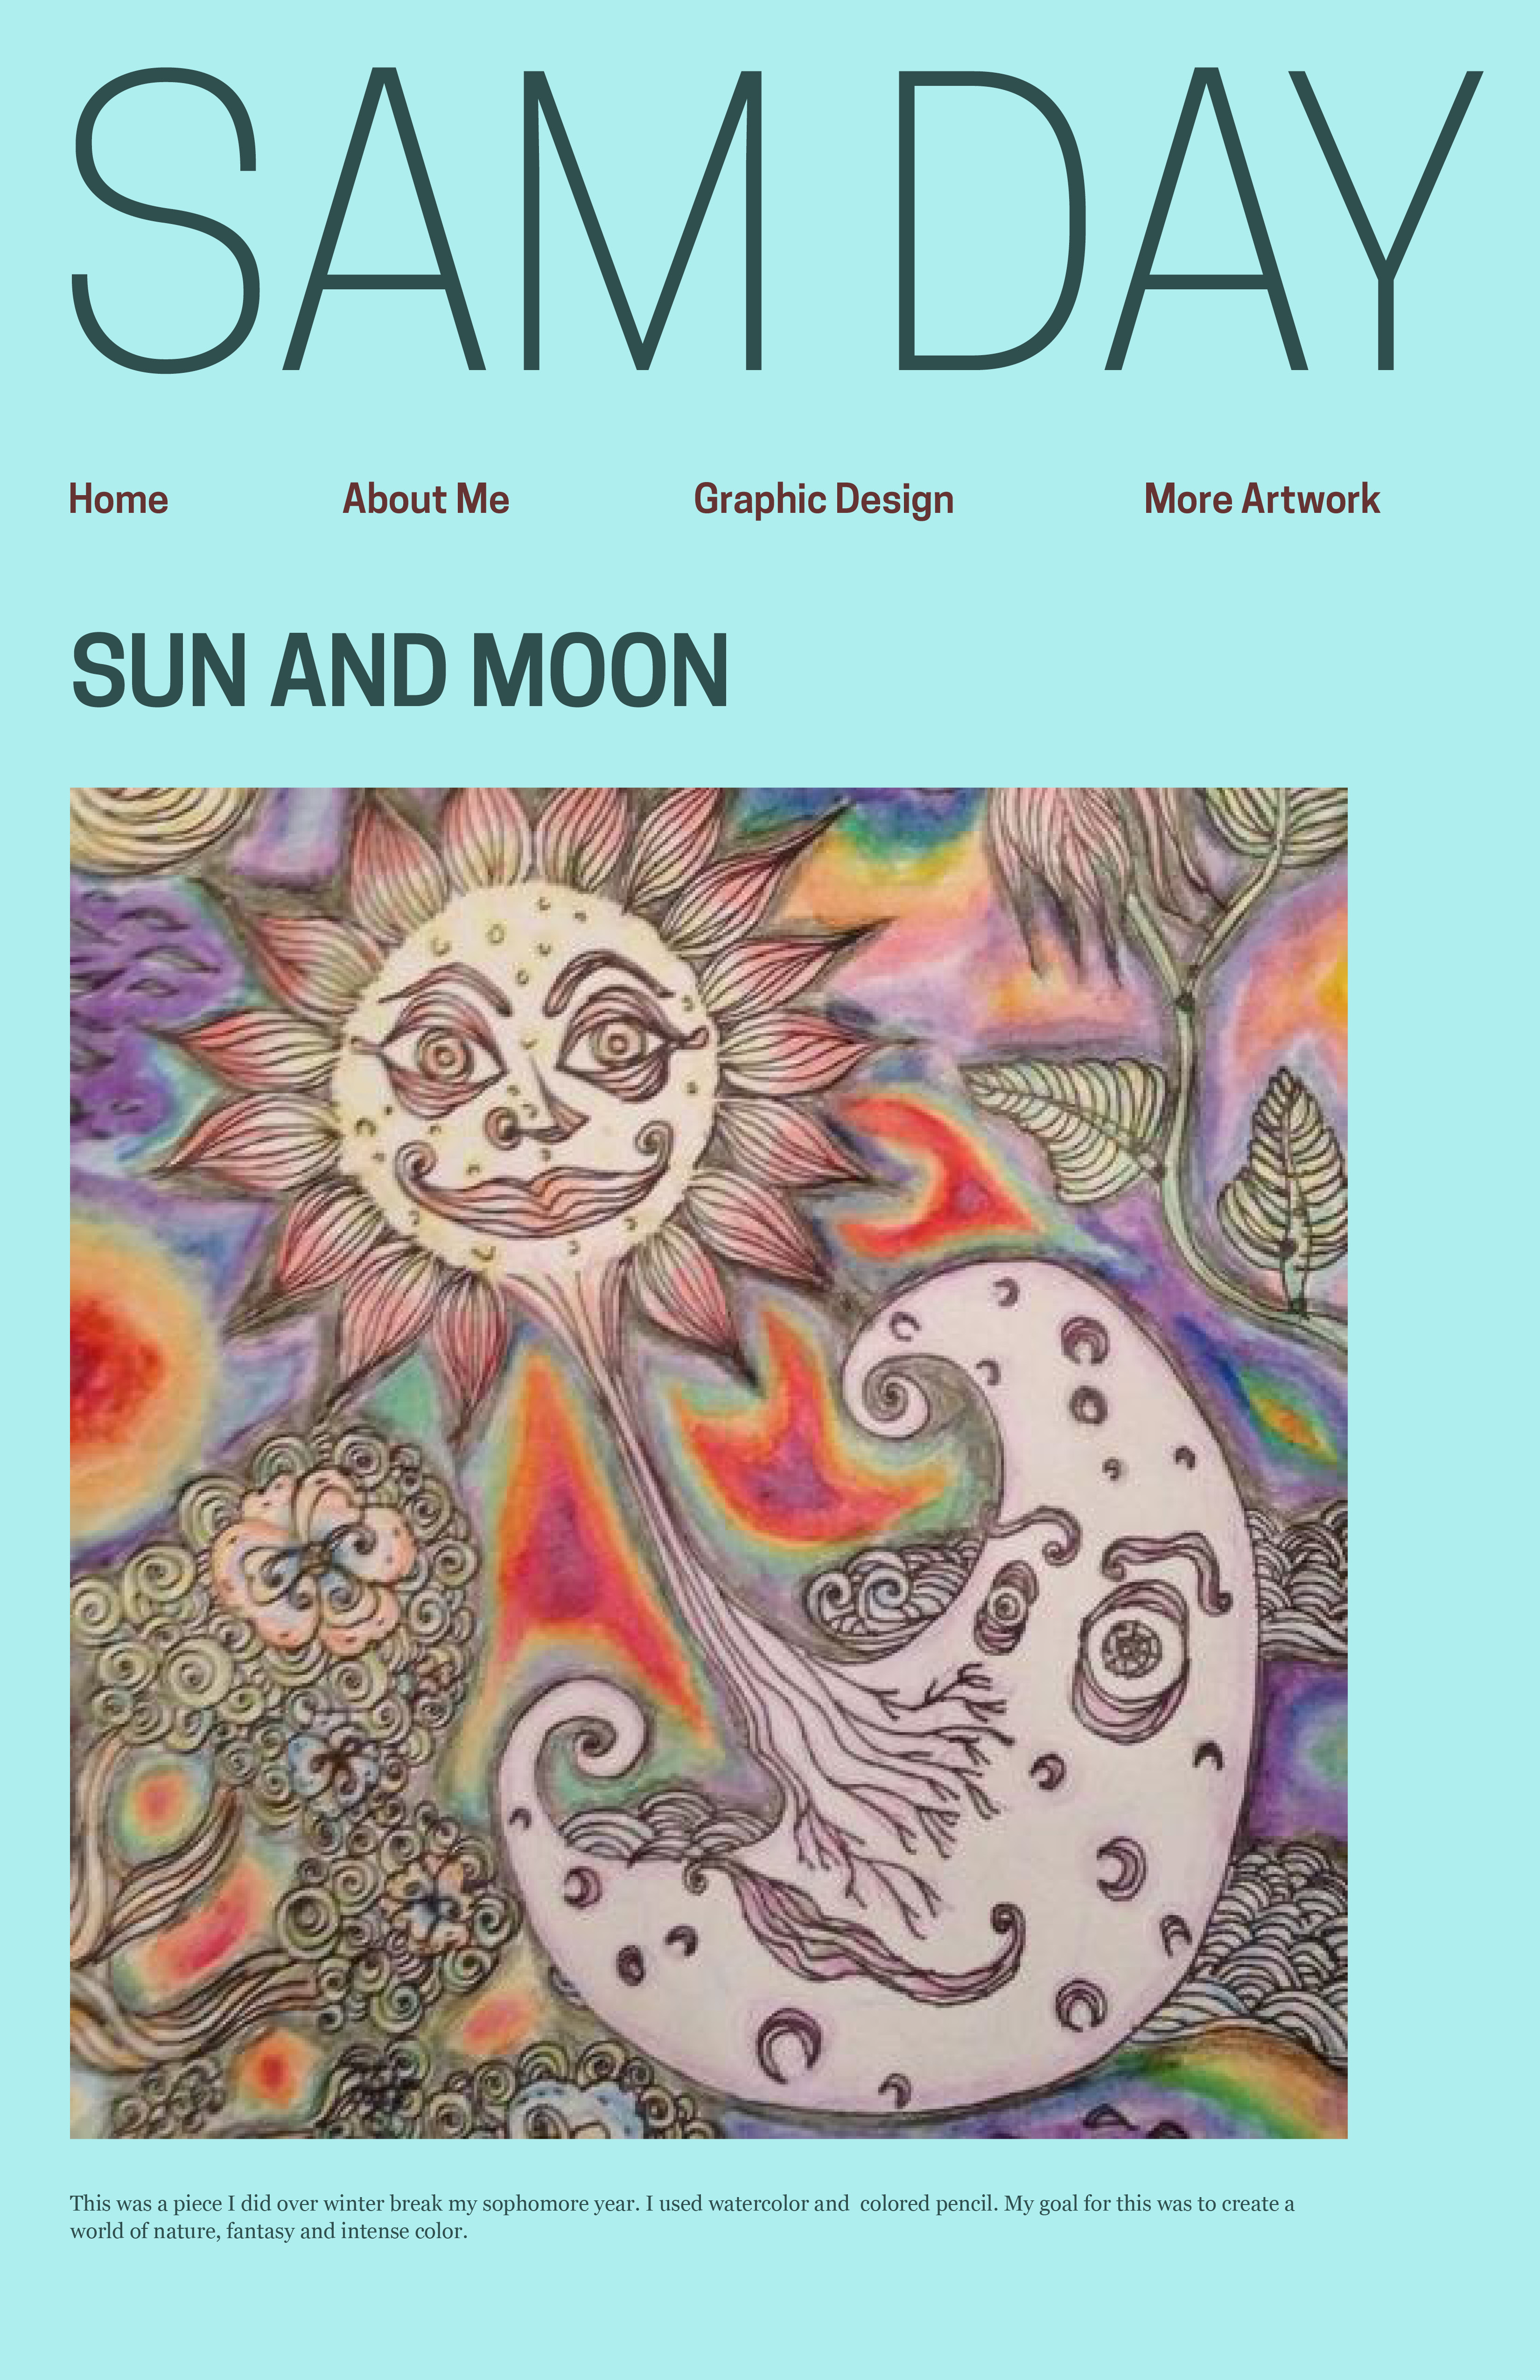 SAM DAY
Home About Me Graphic Design More Artwork
SUN AND MOON
This was a piece I did over winter break my sophomore year. I used watercolor and  colored pencil. My goal for this was to create a
world of nature, fantasy and intense color.